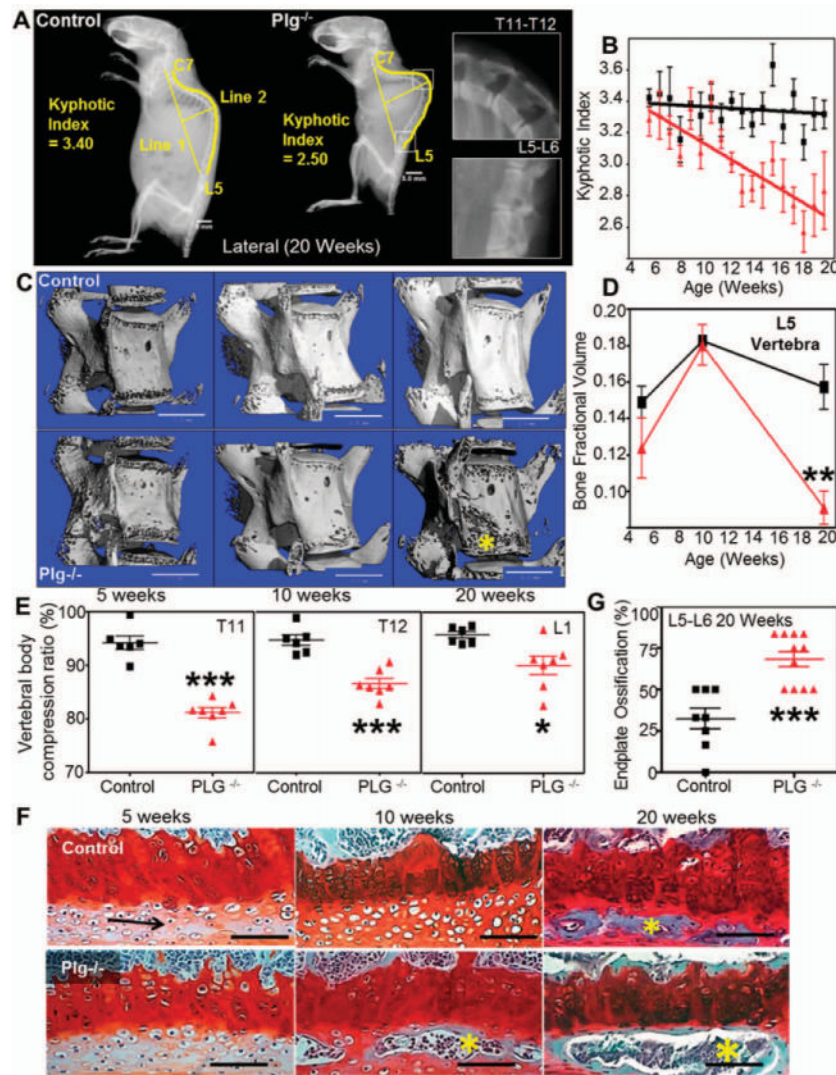 A
Control
Plg-/-
T11-T12
C7
Line 2
Kyphotic
Index
= 3.40
Line 1
L5
C7
Kyphotic
Index
= 2.50
L5
5.0 mm
L5-L6
Lateral (20 Weeks)
B
Kyphotic Index
3.4
3.2
3.0
2.8
2.6
4 6 8 10 12 14 16 18 20
Age (Weeks)
C
Control
Plg-/-
5 weeks
10 weeks
20 weeks
*
D
L5
Vertebra
Bone Fractional Volume
0.20
0.18
0.16
0.14
0.12
0.10
**
4 6 8 10 12 14 16 18 20
Age (Weeks)
E
Vertebral body
compression ratio (%)
100
90
80
70
T11
***
Control PLG -/-
T12
***
Control PLG -/-
L1
*
Control PLG -/-
G
L5-L6 20 Weeks
Endplate Ossification (%)
100
75
50
25
0
***
Control PLG -/-
F
5 weeks
10 weeks
20 weeks
Control
*
Plg-/-
*
*